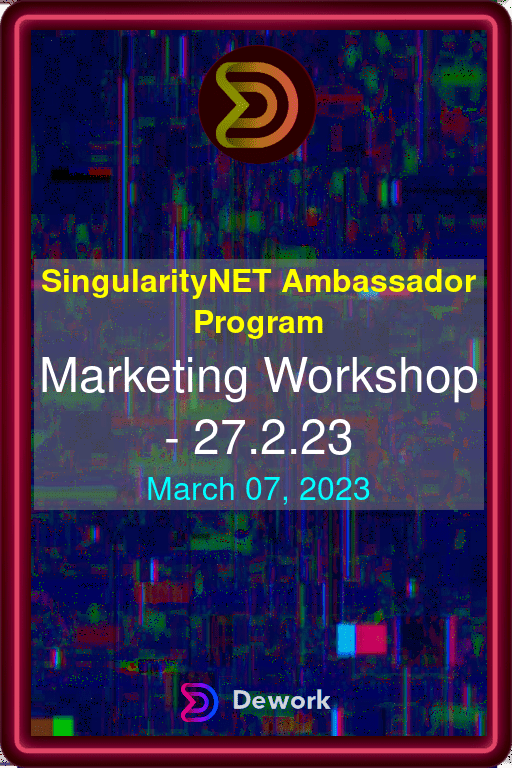 SingularityNET Ambassador
Program
Marketing Workshop
- 27.2.23
March 07, 2023
Dework